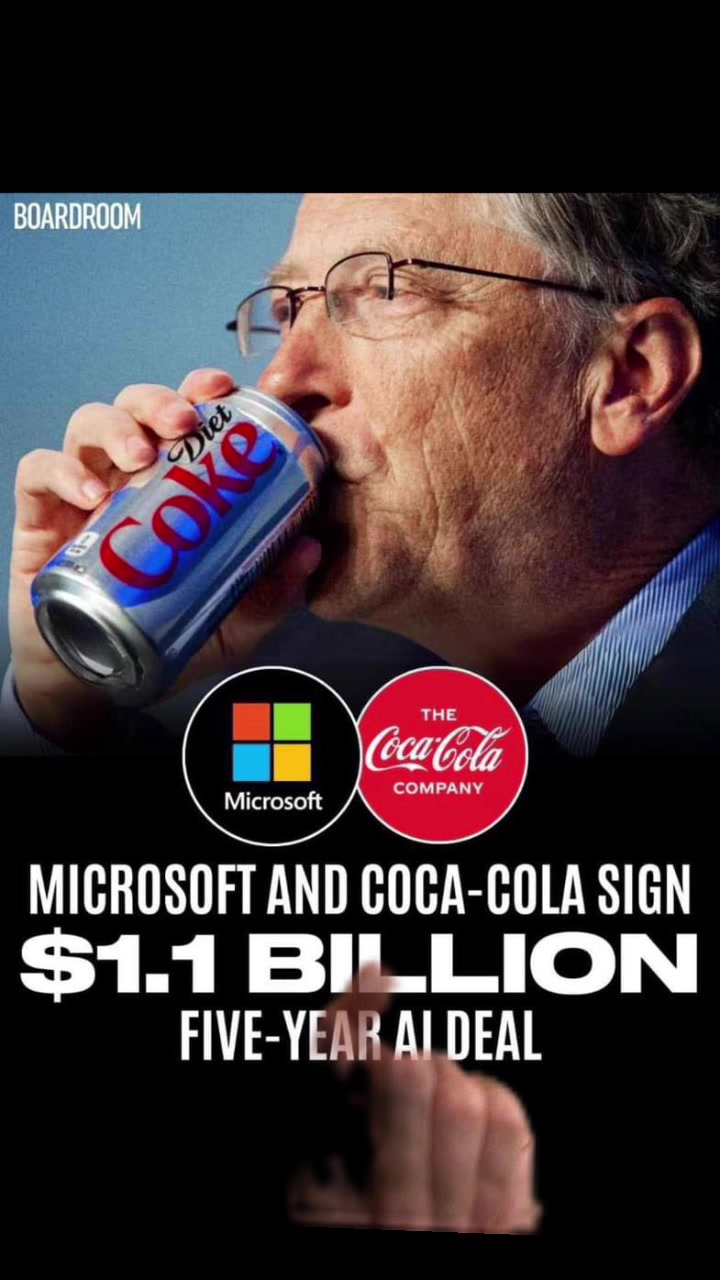 BOARDROOM
Diet
Coke
Microsoft
THE
Coca-Cola
COMPANY
MICROSOFT AND COCA-COLA SIGN
$1.1 BILLION
FIVE-YEAR AI DEAL